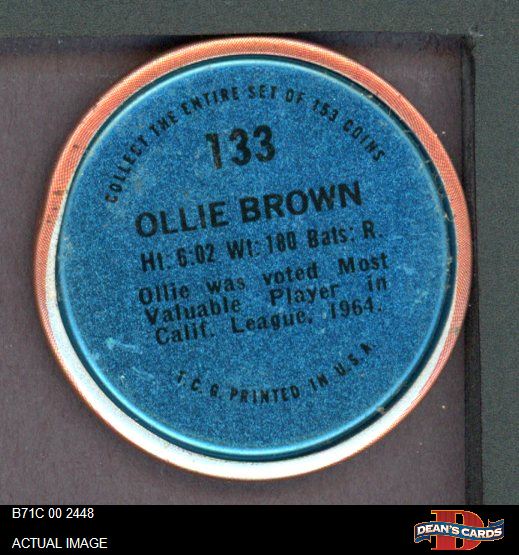 COLLECT THE ENTIRE SET OF 153 COINS
133
OLLIE BROWN
Ht: 6:02 Wt: 180 Bats: R.
Ollie was voted Most
Valuable Player in
Calif. League, 1964.
T.C.G. PRINTED IN U.S.A.
B71C 00 2448
ACTUAL IMAGE
D
DEAN'S CARDS